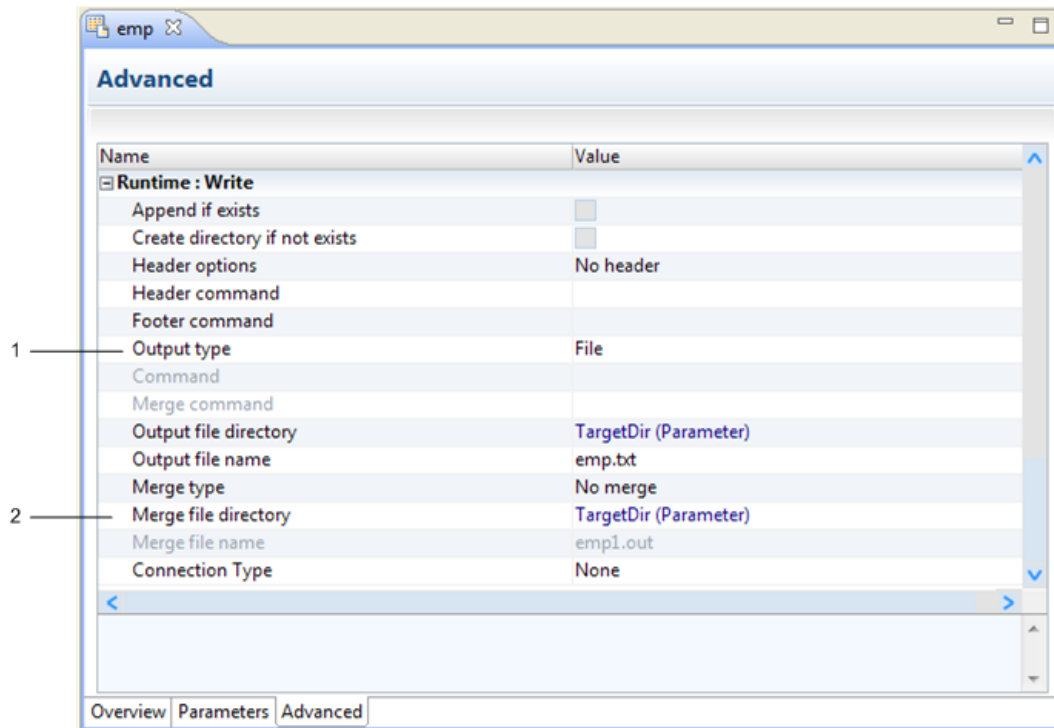 emp
Advanced
Name Value
Runtime : Write
Append if exists
Create directory if not exists
Header options No header
Header command
Footer command
1 Output type File
Command
Merge command
Output file directory TargetDir (Parameter)
Output file name emp.txt
Merge type No merge
2 Merge file directory TargetDir (Parameter)
Merge file name emp1.out
Connection Type None
Overview Parameters Advanced